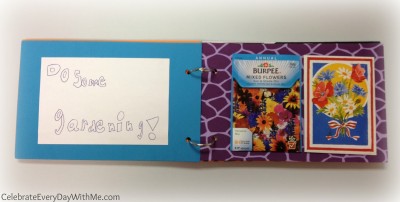 Do some
gardening!
ANNUAL
BURPEE
MIXED FLOWERS
CelebrateEveryDayWithMe.com